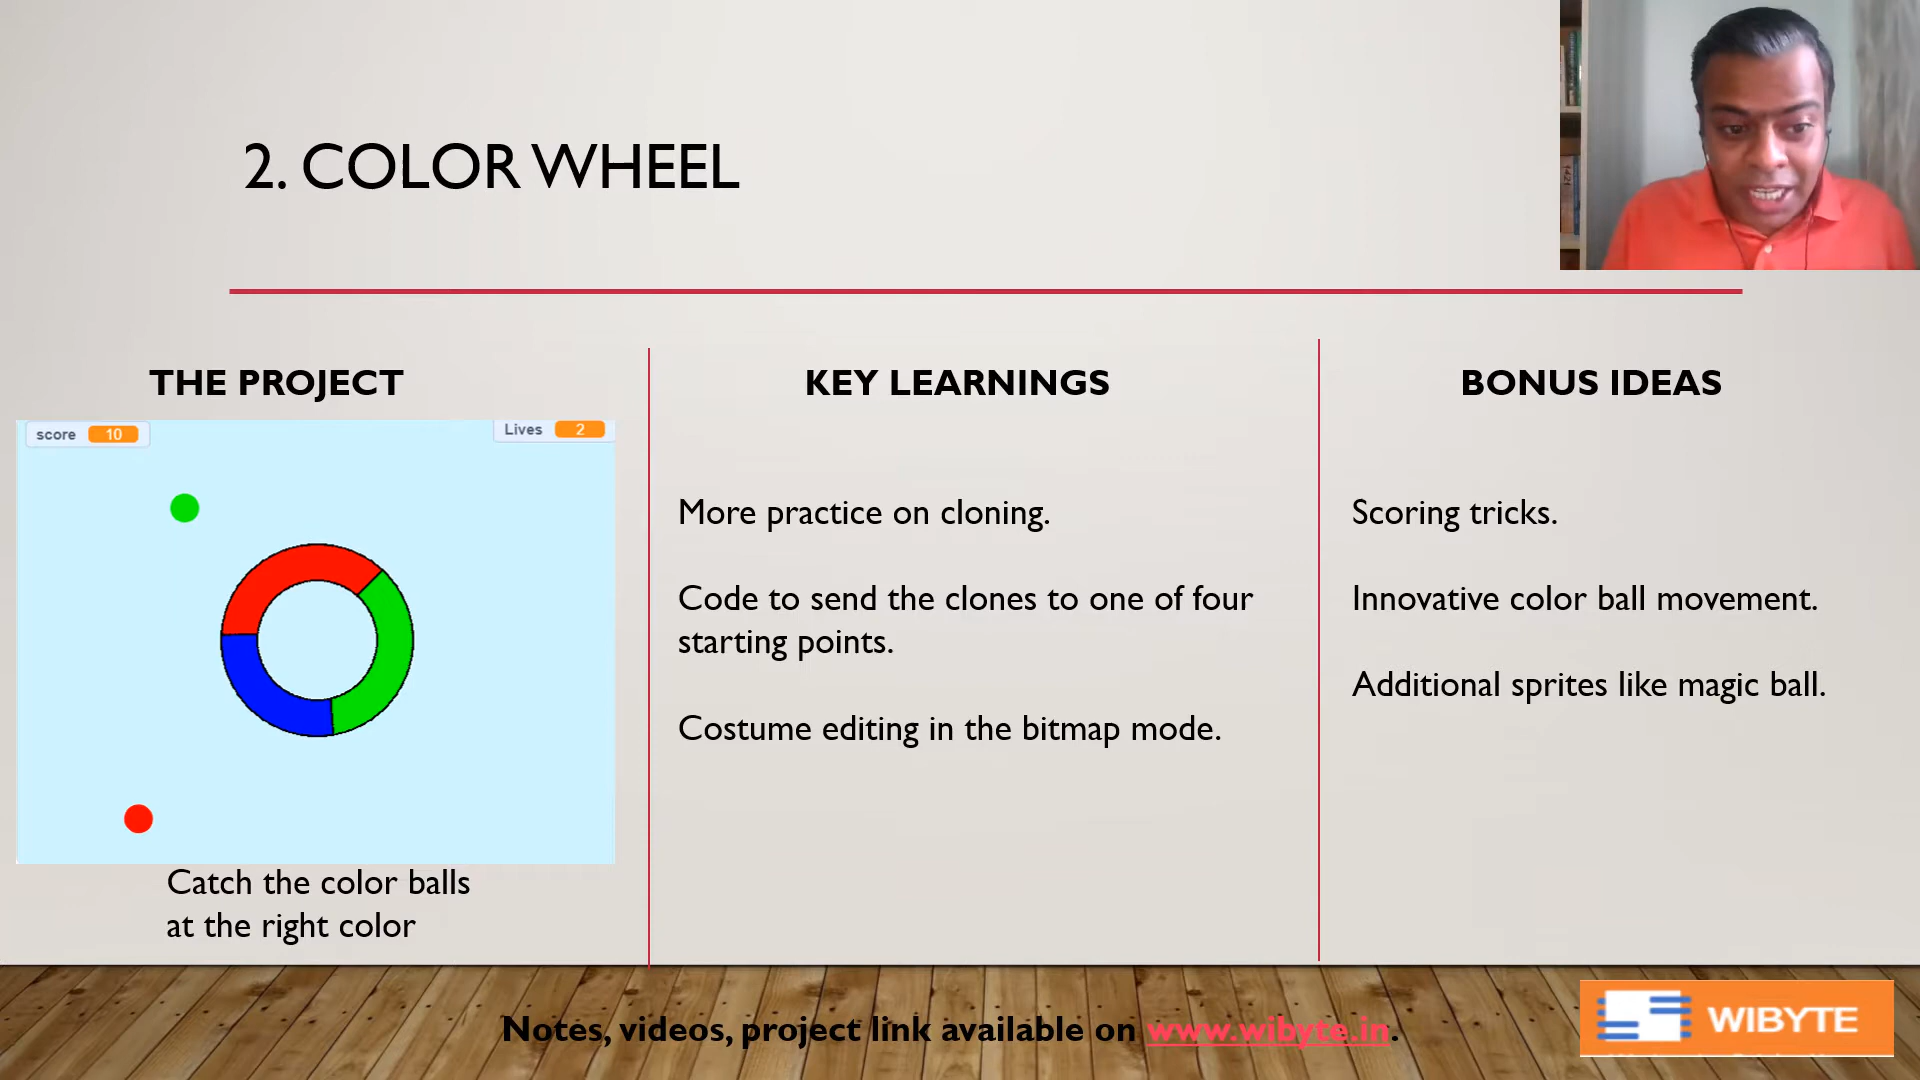 2. COLOR WHEEL
THE PROJECT
score 10
Lives 2
Catch the color balls
at the right color
KEY LEARNINGS
More practice on cloning.
Code to send the clones to one of four
starting points.
Costume editing in the bitmap mode.
BONUS IDEAS
Scoring tricks.
Innovative color ball movement.
Additional sprites like magic ball.
Notes, videos, project link available on www.wibyte.in.
WIBYTE